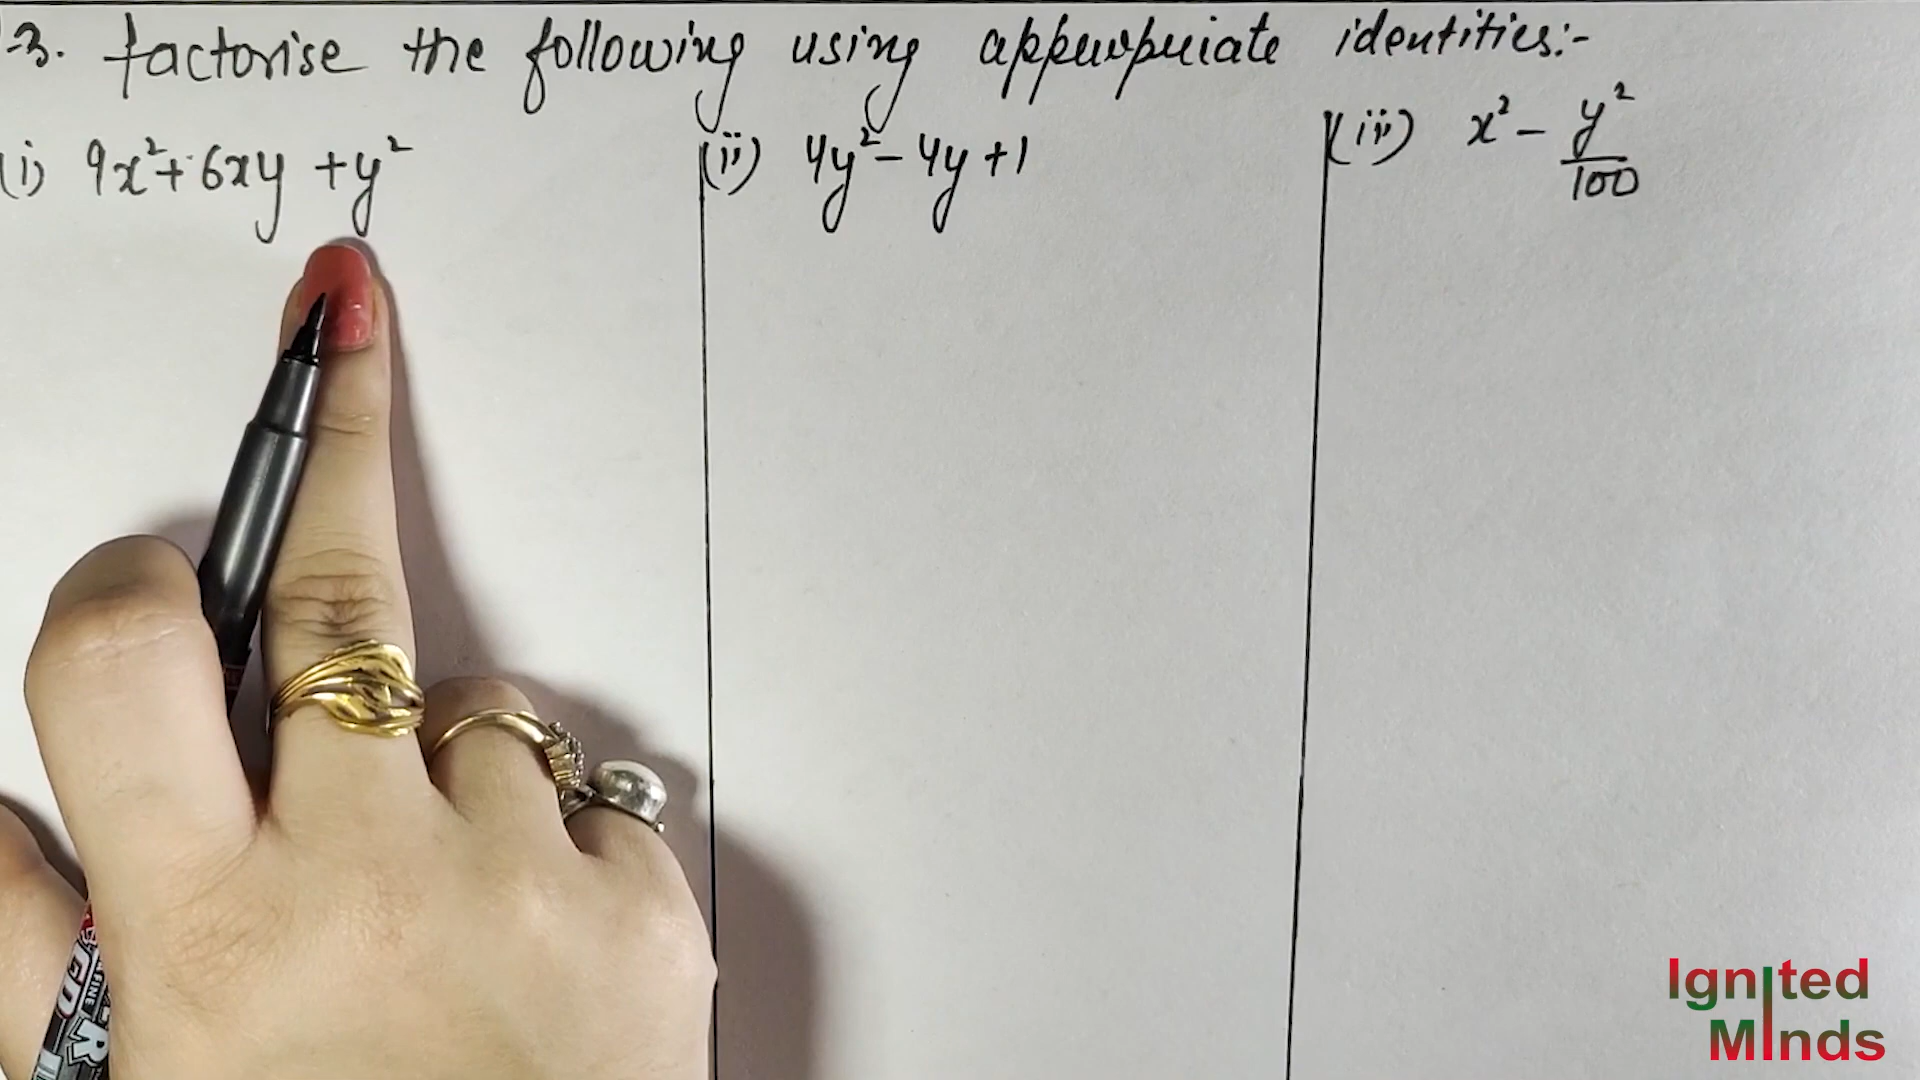 -3. factorise the following using appropriate identities:-
(i) 9x²+6xy+y²
(ii) 4y²-4y+1
(iii) x² - y²/100
Ignited
Minds